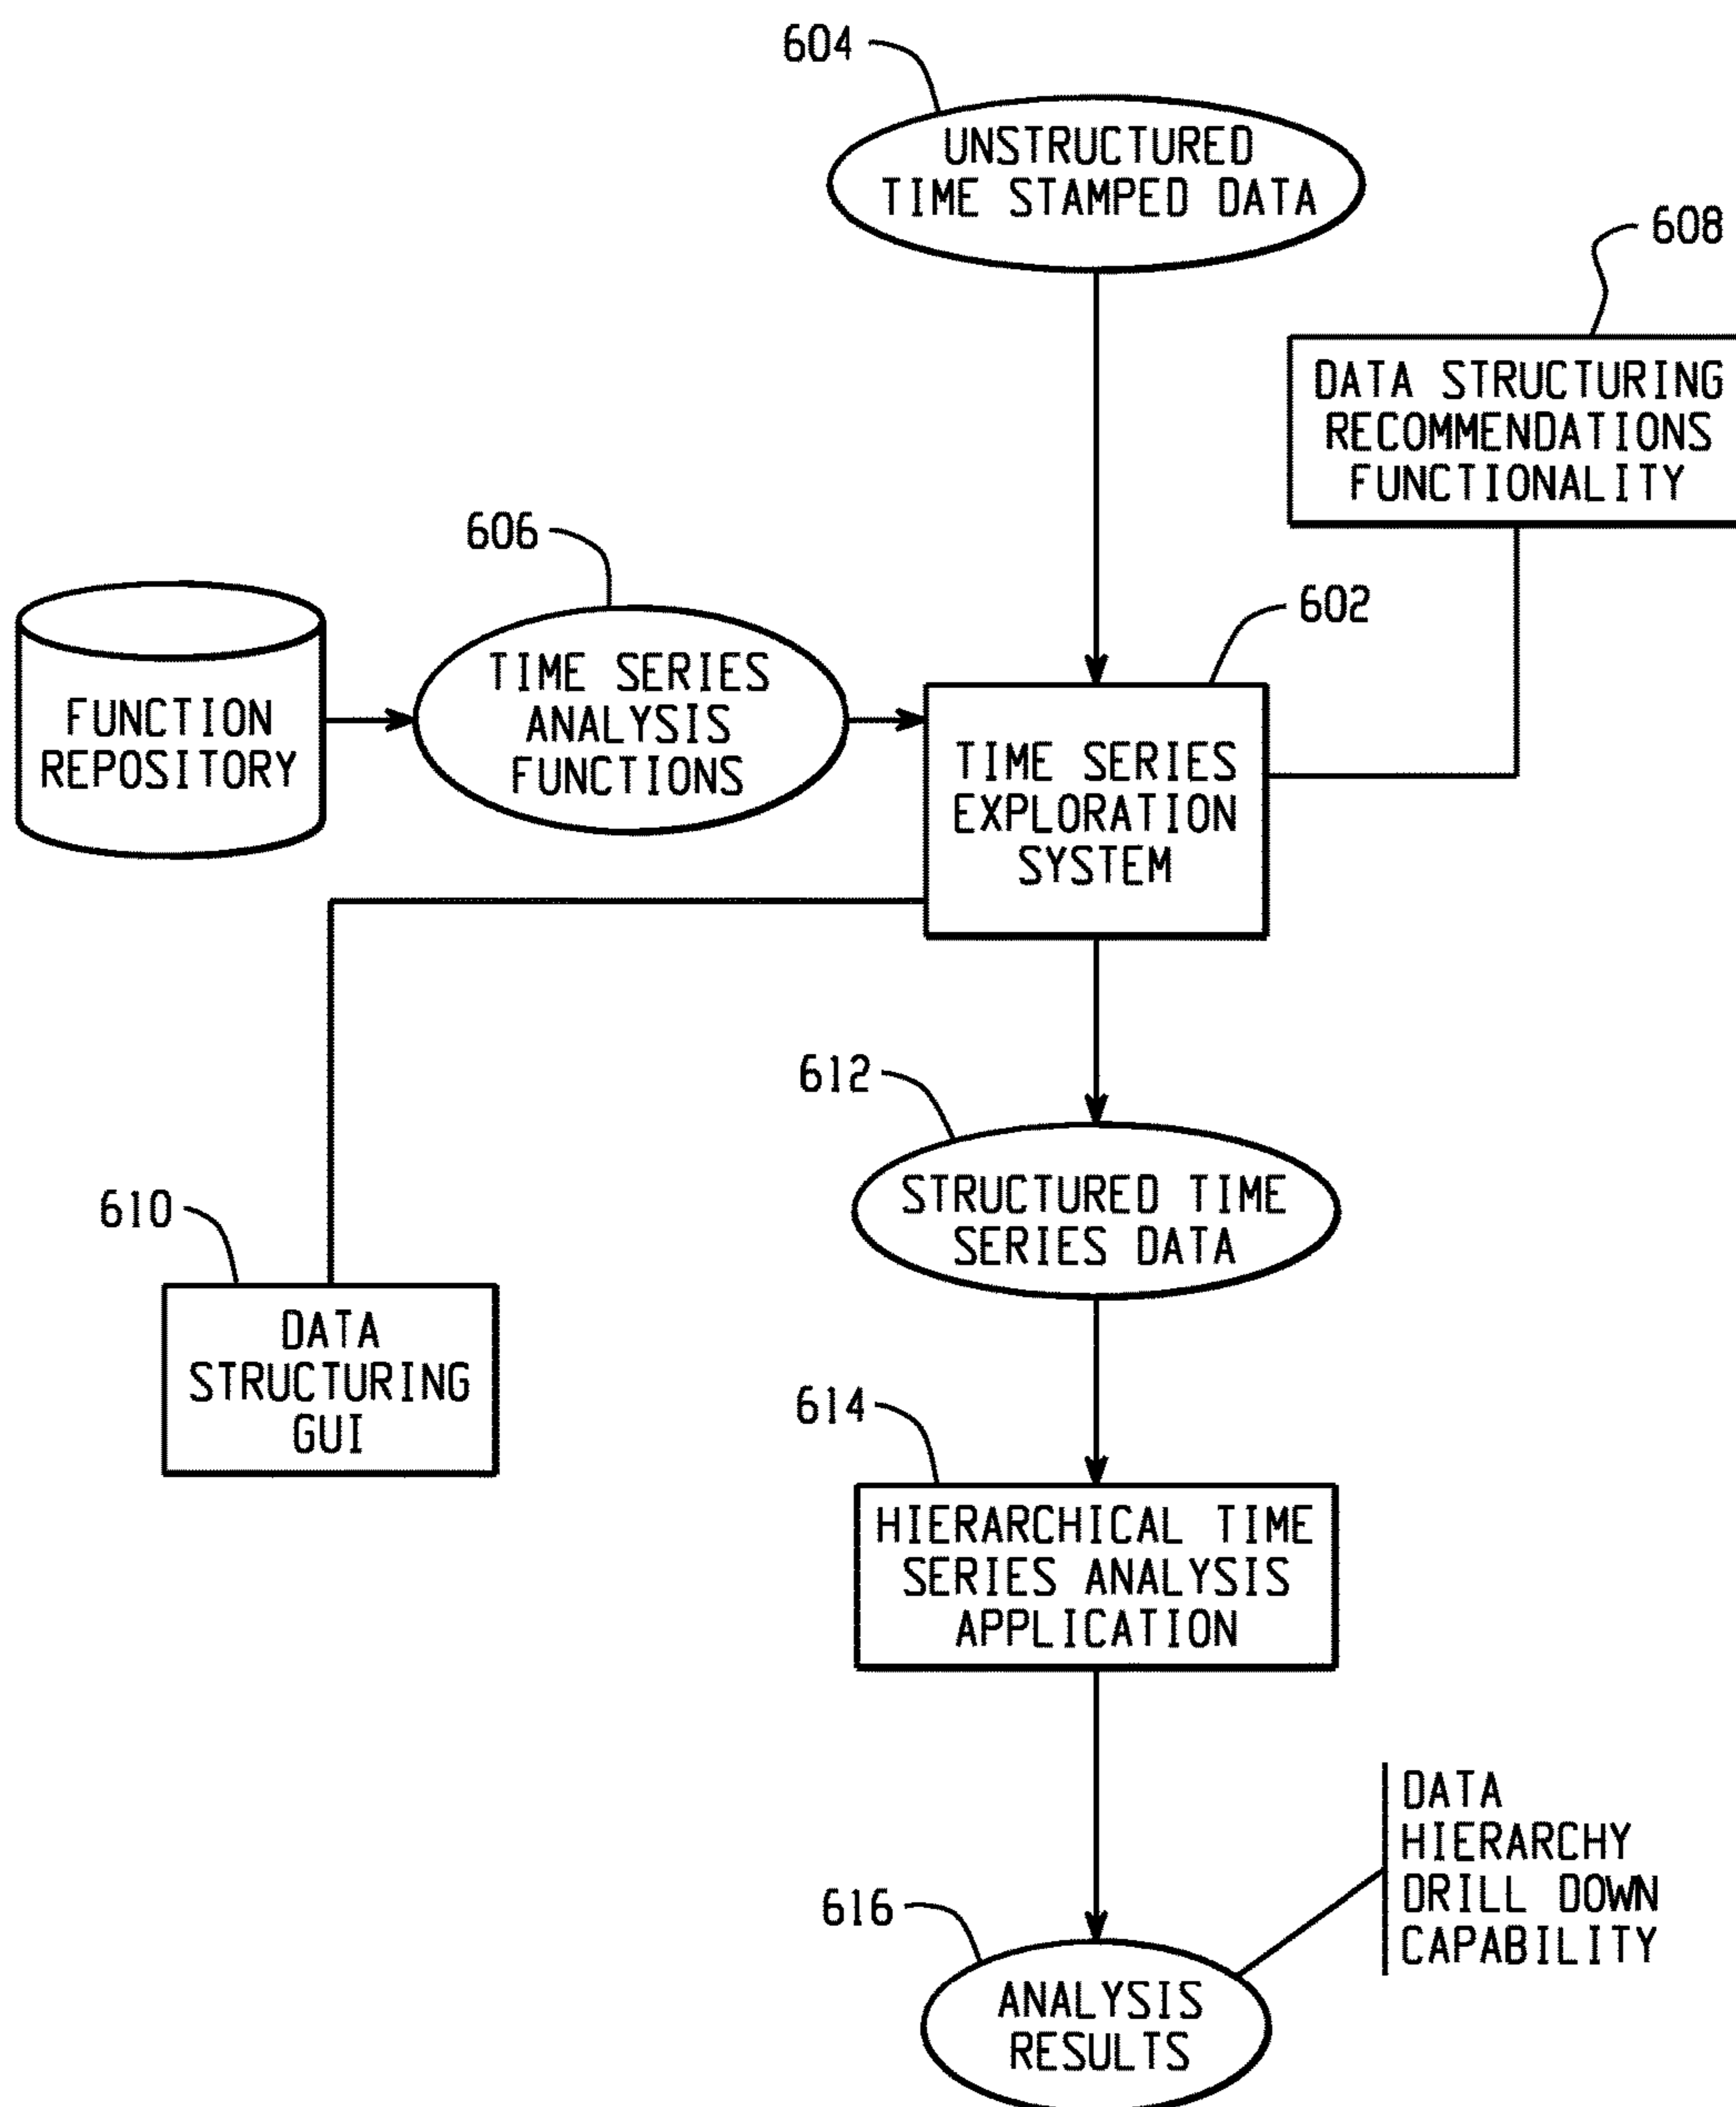 604
UNSTRUCTURED
TIME STAMPED DATA
608
DATA STRUCTURING
RECOMMENDATIONS
FUNCTIONALITY
606
602
FUNCTION
REPOSITORY
TIME SERIES
ANALYSIS
FUNCTIONS
TIME SERIES
EXPLORATION
SYSTEM
612
STRUCTURED TIME
SERIES DATA
610
DATA
STRUCTURING
GUI
614
HIERARCHICAL TIME
SERIES ANALYSIS
APPLICATION
DATA
HIERARCHY
DRILL DOWN
CAPABILITY
616
ANALYSIS
RESULTS